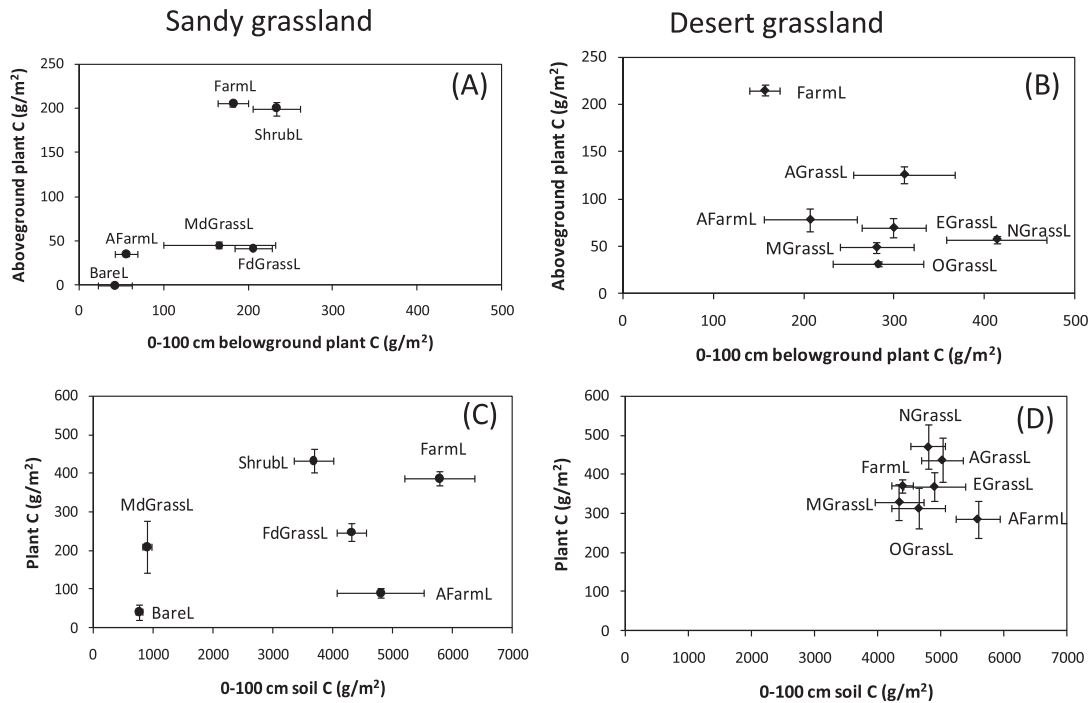 Sandy grassland
Desert grassland
(A)
Aboveground plant C (g/m²)
250
200
150
100
50
0
FarmL
ShrubL
MdGrassL
AFarmL
FdGrassL
BareL
0 100 200 300 400 500
0-100 cm belowground plant C (g/m²)
(B)
Aboveground plant C (g/m²)
250
200
150
100
50
0
FarmL
AGrassL
AFarmL
EGrassL
NGrassL
MGrassL
OGrassL
0 100 200 300 400 500
0-100 cm belowground plant C (g/m²)
(C)
Plant C (g/m²)
600
500
400
300
200
100
0
ShrubL
FarmL
MdGrassL
FdGrassL
AFarmL
BareL
0 1000 2000 3000 4000 5000 6000 7000
0-100 cm soil C (g/m²)
(D)
Plant C (g/m²)
600
500
400
300
200
100
0
NGrassL
AGrassL
FarmL
EGrassL
MGrassL
AFarmL
OGrassL
0 1000 2000 3000 4000 5000 6000 7000
0-100 cm soil C (g/m²)